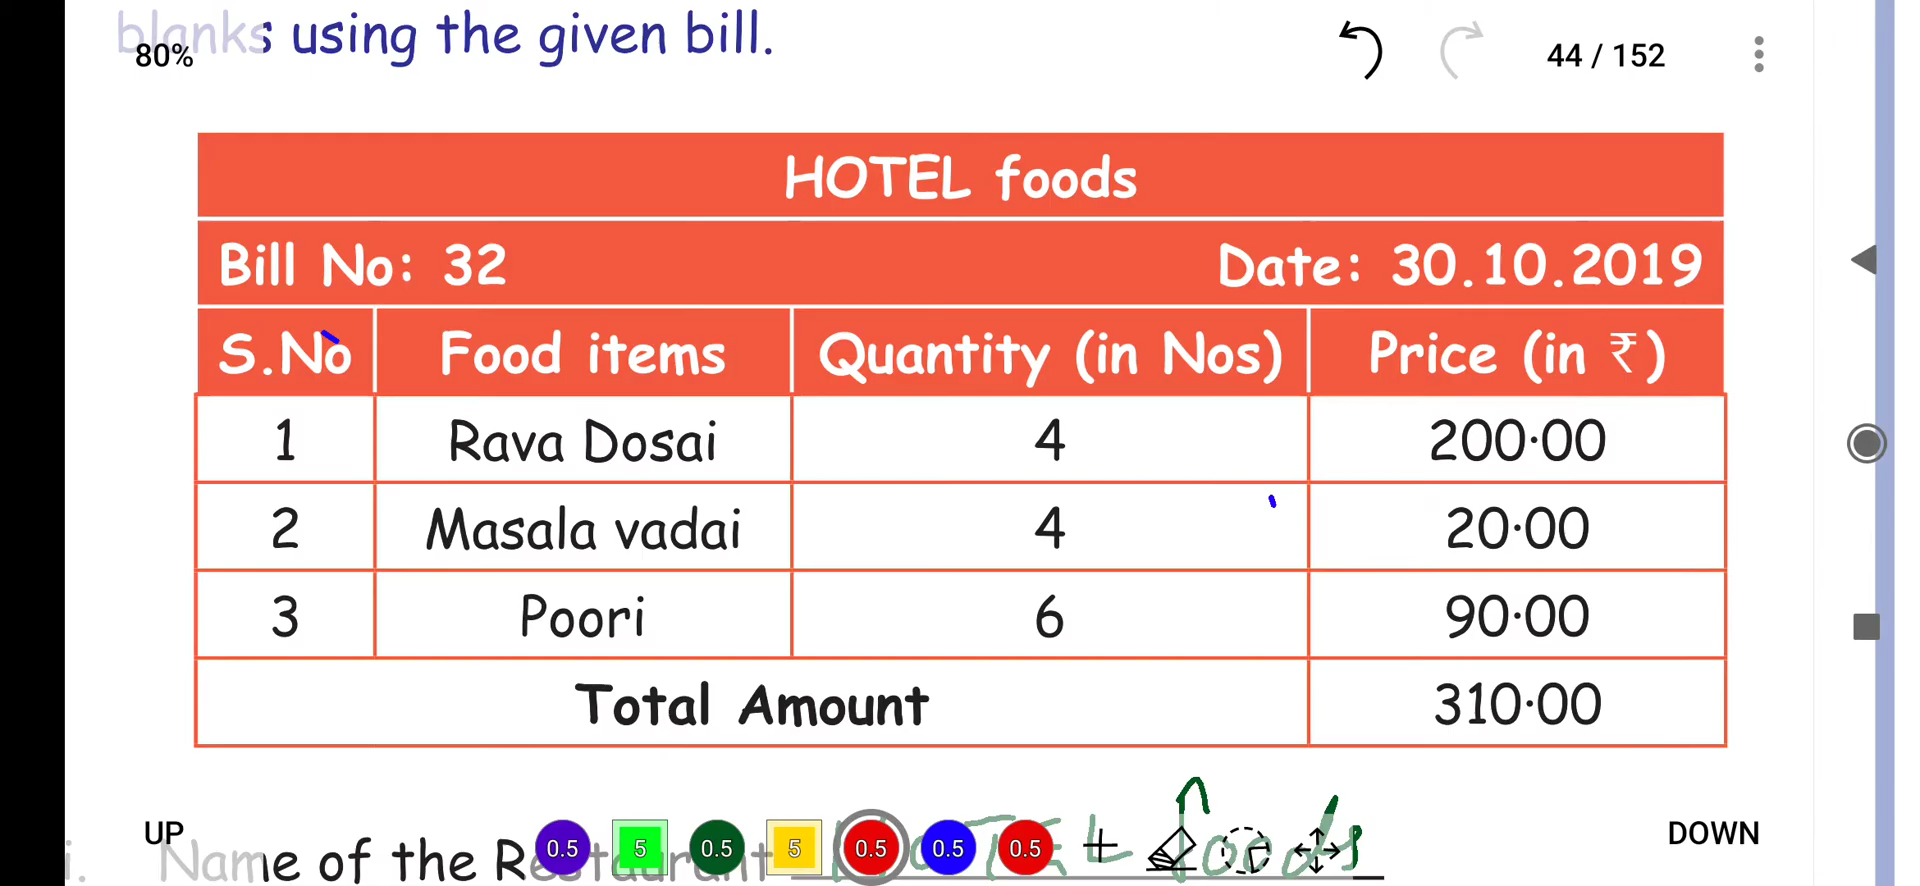 blanks using the given bill.
80%
44 / 152
HOTEL foods
Bill No: 32 Date: 30.10.2019
S.No Food items Quantity (in Nos) Price (in ₹)
1 Rava Dosai 4 200·00
2 Masala vadai 4 20·00
3 Poori 6 90·00
Total Amount 310·00
UP
DOWN
i. Name of the Restaurant HOTEL foods
0.5 5 0.5 5 0.5 0.5 0.5